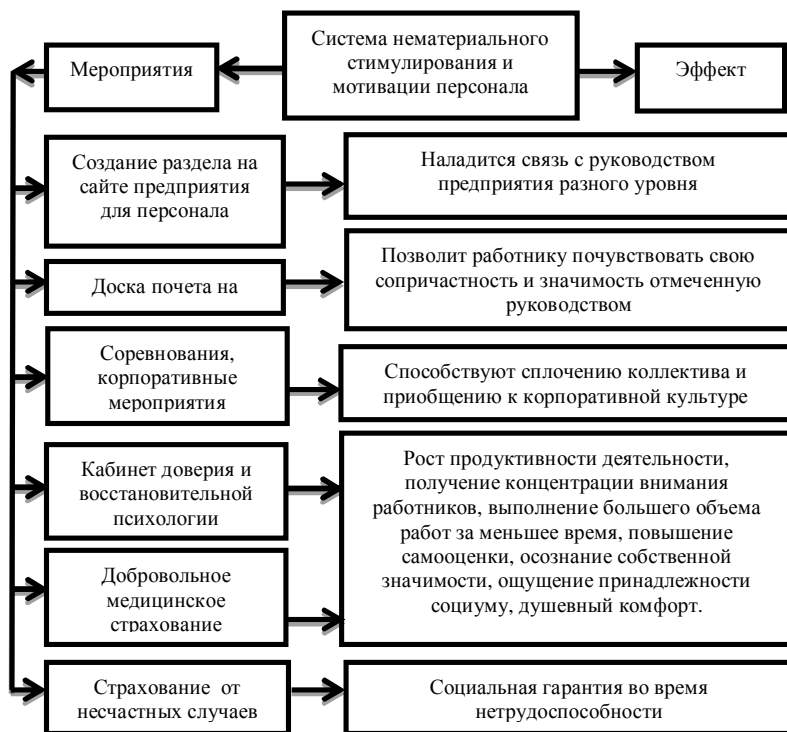 Система нематериального
стимулирования и
мотивации персонала
Мероприятия
Эффект
Создание раздела на
сайте предприятия
для персонала
Наладится связь с руководством
предприятия разного уровня
Доска почета на
Позволит работнику почувствовать свою
сопричастность и значимость отмеченную
руководством
Соревнования,
корпоративные
мероприятия
Способствуют сплочению коллектива и
приобщению к корпоративной культуре
Кабинет доверия и
восстановительной
психологии
Рост продуктивности деятельности,
получение концентрации внимания
работников, выполнение большего объема
работ за меньшее время, повышение
самооценки, осознание собственной
значимости, ощущение принадлежности
социуму, душевный комфорт.
Добровольное
медицинское
страхование
Страхование от
несчастных случаев
Социальная гарантия во время
нетрудоспособности